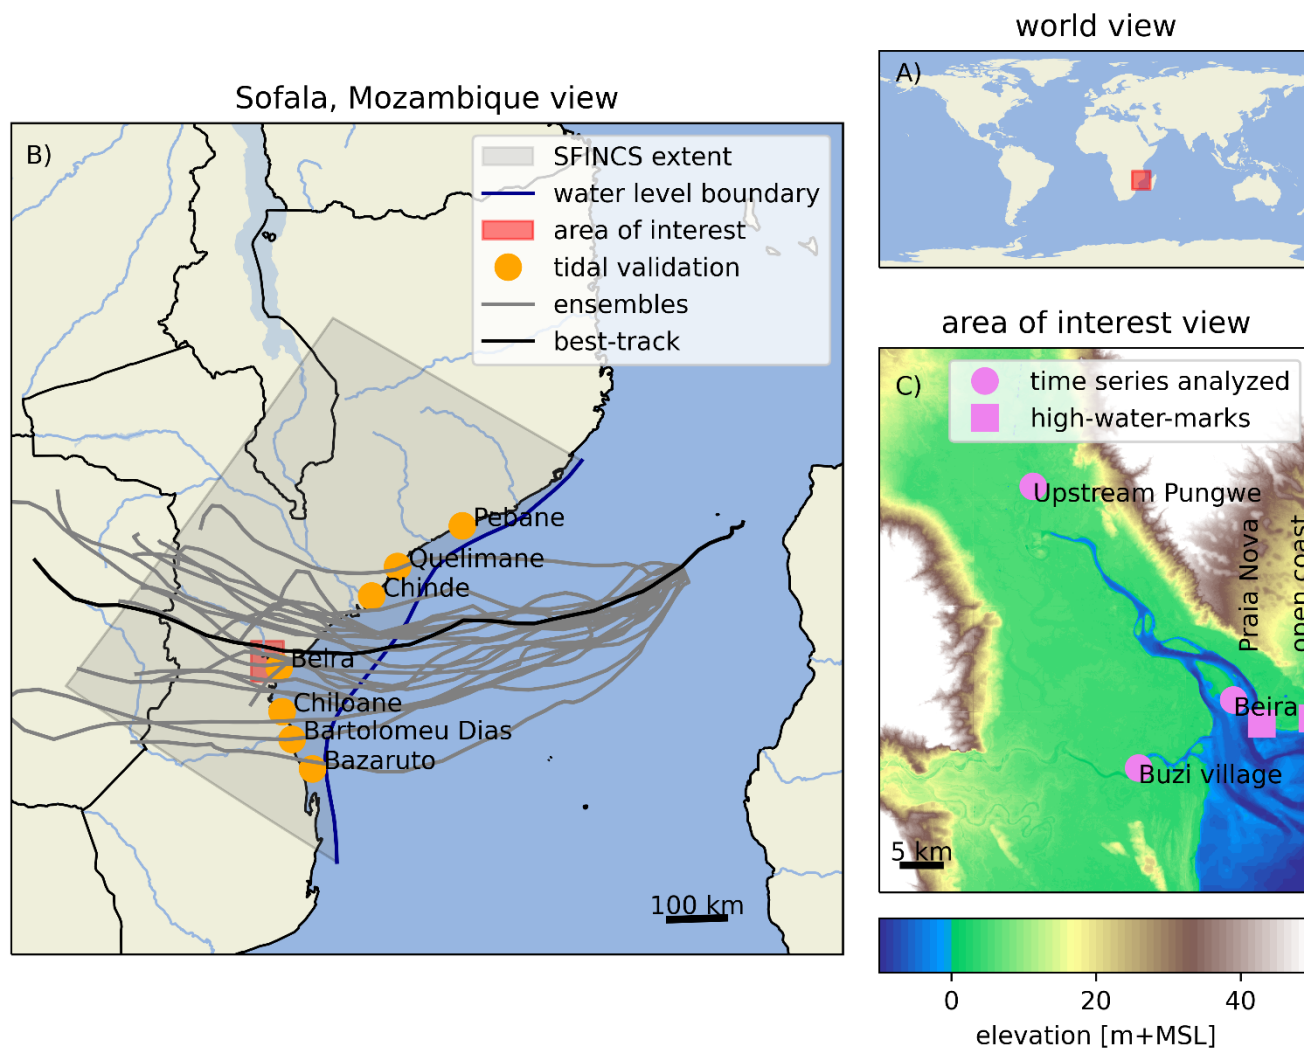 world view
A)
Sofala, Mozambique view
B)
SFINCS extent
water level boundary
area of interest
tidal validation
ensembles
best-track
Pebane
Quelimane
Chinde
Beira
Chiloane
Bartolomeu Dias
Bazaruto
100 km
area of interest view
C)
time series analyzed
high-water-marks
Upstream Pungwe
Praia Nova
open coast
Beira
Buzi village
5 km
0 20 40
elevation [m+MSL]